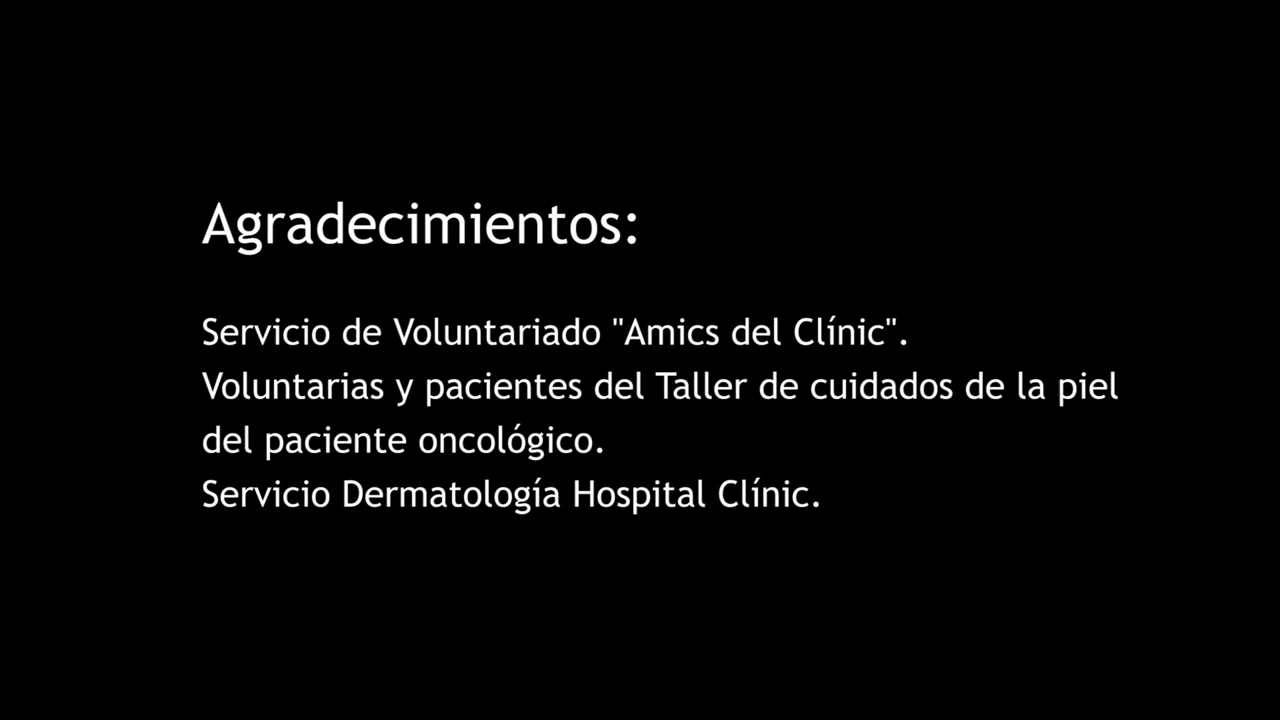 Agradecimientos:
Servicio de Voluntariado "Amics del Clínic".
Voluntarias y pacientes del Taller de cuidados de la piel
del paciente oncológico.
Servicio Dermatología Hospital Clínic.